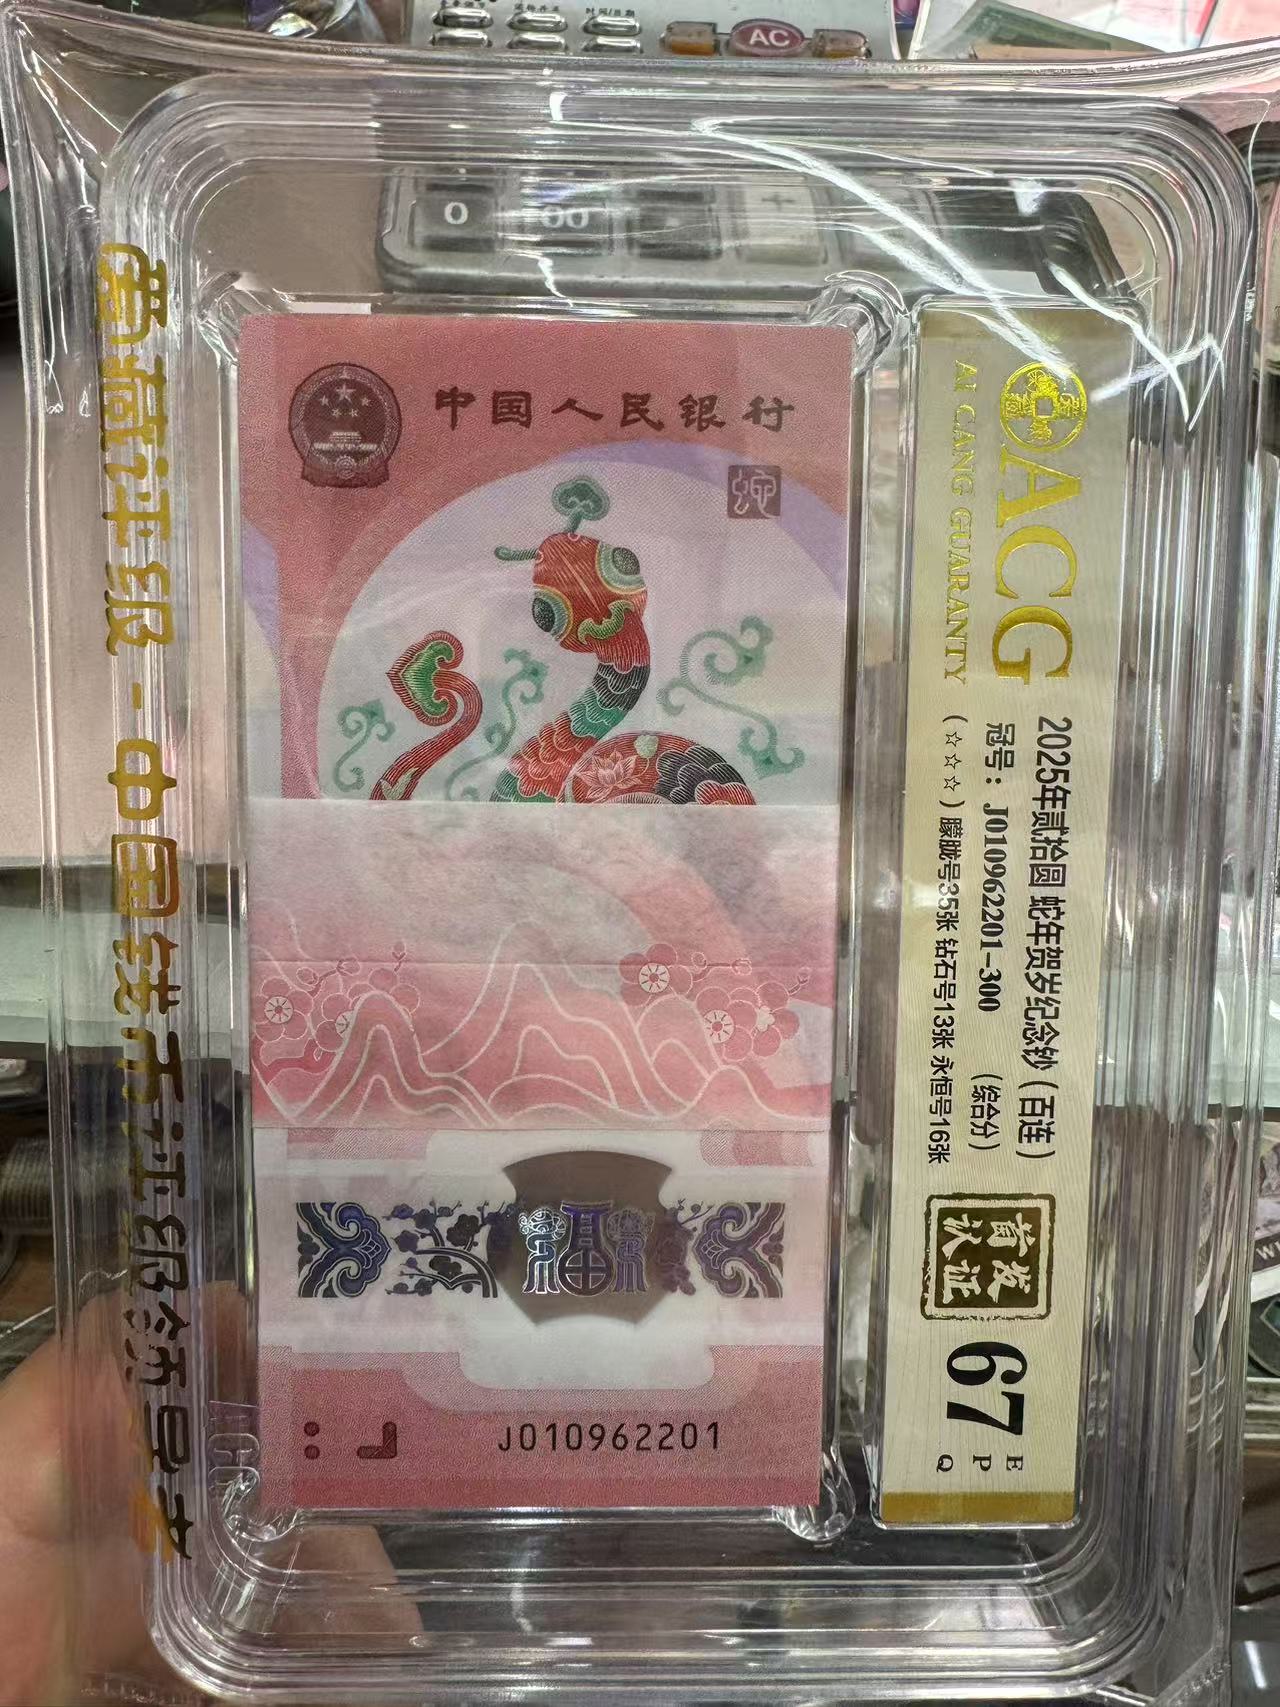 AC
0
00
+
中国人民银行
J010962201
ACG
AI CANG GUARANTY
2025年贰拾圆 蛇年贺岁纪念钞（百连）
冠号：J010962201-300 （综合分）
（☆☆☆）朦胧号35张 钻石号13张 永恒号16张
首发
认证
67
E
P
Q
爱藏评级-中国钱币评级领导者